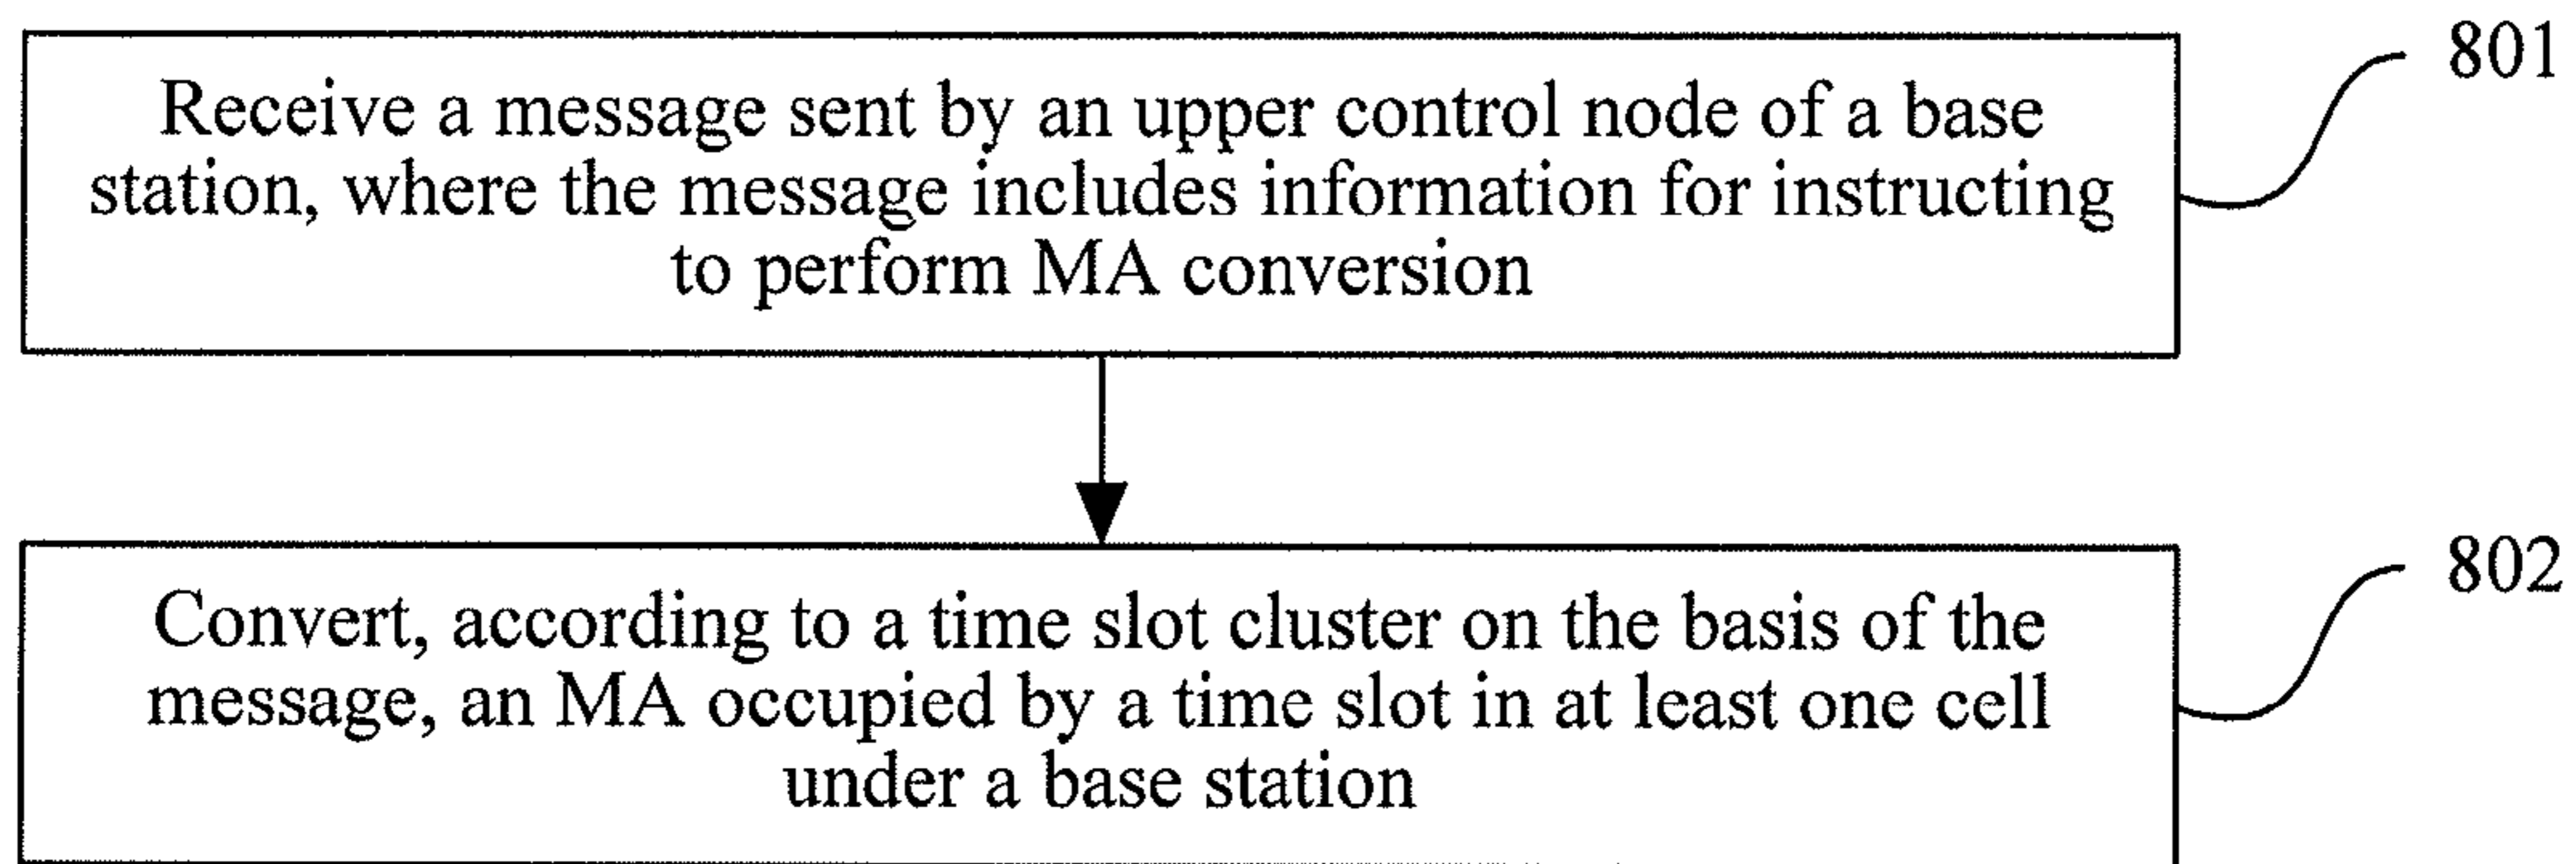 Receive a message sent by an upper control node of a base
station, where the message includes information for instructing
to perform MA conversion
801
Convert, according to a time slot cluster on the basis of the
message, an MA occupied by a time slot in at least one cell
under a base station
802